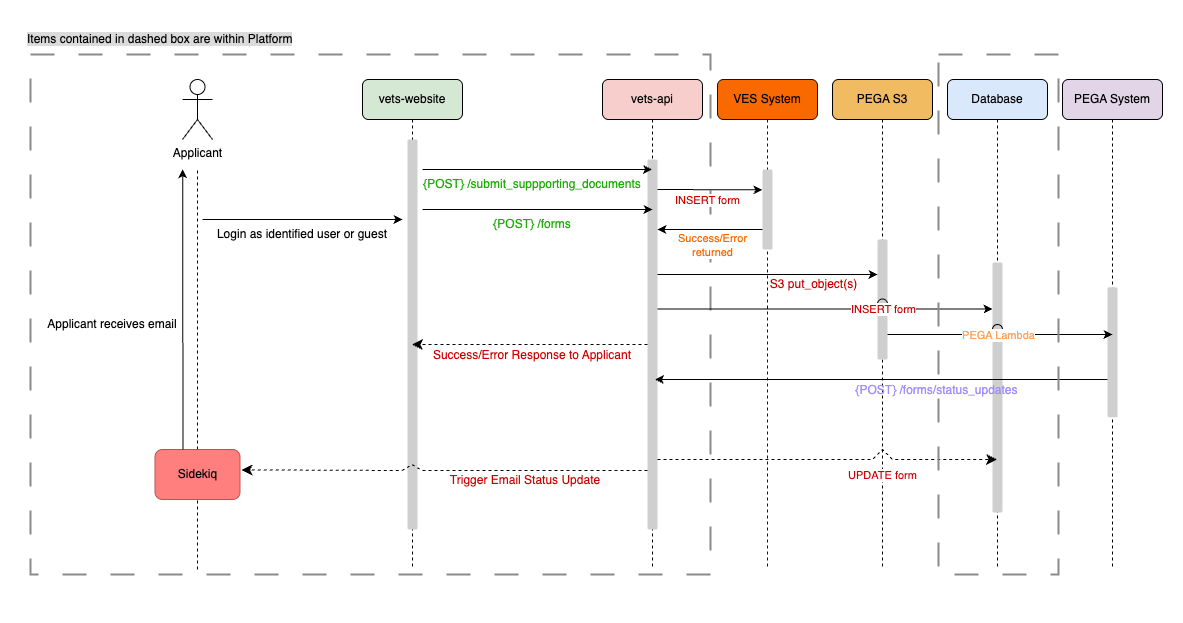 Items contained in dashed box are within Platform
vets-website
vets-api
VES System
PEGA S3
Database
PEGA System
Applicant
{POST} /submit_suppporting_documents
INSERT form
{POST} /forms
Login as identified user or guest
Success/Error
returned
S3 put_object(s)
INSERT form
Applicant receives email
PEGA Lambda
Success/Error Response to Applicant
{POST} /forms/status_updates
Sidekiq
Trigger Email Status Update
UPDATE form